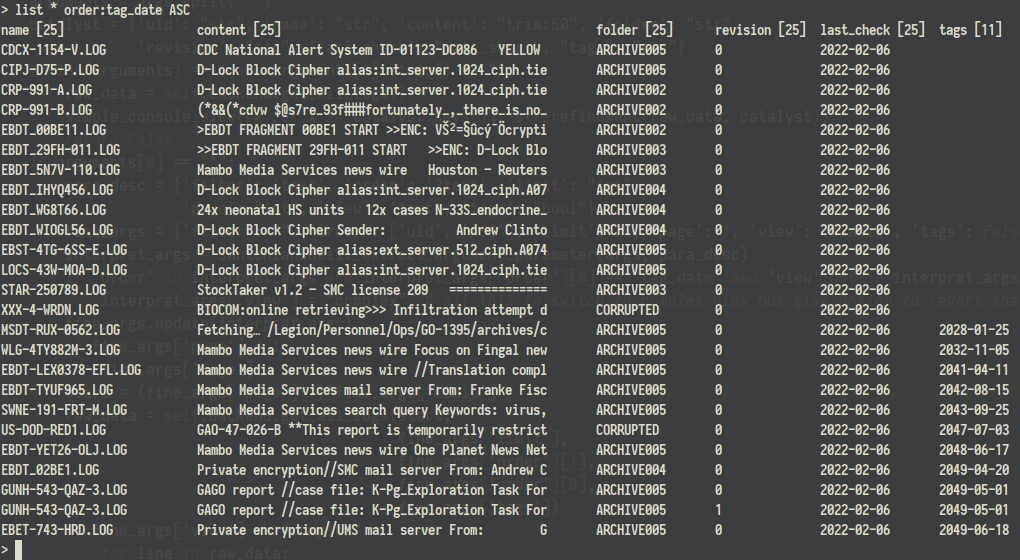 > list * order:tag_date ASC
name [25] content [25] folder [25] revision [25] last_check [25] tags [11]
CDCX-1154-V.LOG CDC National Alert System ID-01123-DC086 YELLOW ARCHIVE005 0 2022-02-06
CIPJ-D75-P.LOG D-Lock Block Cipher alias:int_server.1024_ciph.tie ARCHIVE005 0 2022-02-06
CRP-991-A.LOG D-Lock Block Cipher alias:int_server.1024_ciph.tie ARCHIVE002 0 2022-02-06
CRP-991-B.LOG (*&&(*cdvw $@s7re_93f###fortunately_,_there_is_no_ ARCHIVE002 0 2022-02-06
EBDT_00BE11.LOG >EBDT FRAGMENT 00BE1 START >>ENC: ARCHIVE002 0 2022-02-06
EBDT_29FH-011.LOG >>EBDT FRAGMENT 29FH-011 START >>ENC: D-Lock Blo ARCHIVE003 0 2022-02-06
EBDT_5N7V-110.LOG Mambo Media Services news wire Houston - Reuters ARCHIVE003 0 2022-02-06
EBDT_IHYQ456.LOG D-Lock Block Cipher alias:int_server.1024_ciph.A07 ARCHIVE004 0 2022-02-06
EBDT_WG8T66.LOG 24x neonatal HS units 12x cases N-33S_endocrine_ ARCHIVE004 0 2022-02-06
EBDT_WIOGL56.LOG D-Lock Block Cipher Sender: Andrew Clinto ARCHIVE004 0 2022-02-06
EBST-4TG-6SS-E.LOG D-Lock Block Cipher alias:ext_server.512_ciph.A074 ARCHIVE005 0 2022-02-06
LOCS-43W-MOA-D.LOG D-Lock Block Cipher alias:int_server.1024_ciph.tie ARCHIVE005 0 2022-02-06
STAR-250789.LOG StockTaker v1.2 - SMC license 209 ============== ARCHIVE003 0 2022-02-06
XXX-4-WRDN.LOG BIOCOM:online retrieving>>> Infiltration attempt d CORRUPTED 0 2022-02-06
MSDT-RUX-0562.LOG Fetching… /Legion/Personnel/Ops/GO-1395/archives/c ARCHIVE005 0 2022-02-06 2028-01-25
WLG-4TY882M-3.LOG Mambo Media Services news wire Focus on Fingal new ARCHIVE005 0 2022-02-06 2032-11-05
EBDT-LEX0378-EFL.LOG Mambo Media Services news wire //Translation compl ARCHIVE005 0 2022-02-06 2041-04-11
EBDT-TYUF965.LOG Mambo Media Services mail server From: Franke Fisc ARCHIVE005 0 2022-02-06 2042-08-15
SWNE-191-FRT-M.LOG Mambo Media Services search query Keywords: virus, ARCHIVE005 0 2022-02-06 2043-09-25
US-DOD-RED1.LOG GAO-47-026-B **This report is temporarily restrict CORRUPTED 0 2022-02-06 2047-07-03
EBDT-YET26-OLJ.LOG Mambo Media Services news wire One Planet News Net ARCHIVE005 0 2022-02-06 2048-06-17
EBDT_02BE1.LOG Private encryption//SMC mail server From: Andrew C ARCHIVE004 0 2022-02-06 2049-04-20
GUNH-543-QAZ-3.LOG GAGO report //case file: K-Pg_Exploration Task For ARCHIVE005 0 2022-02-06 2049-05-01
GUNH-543-QAZ-3.LOG GAGO report //case file: K-Pg_Exploration Task For ARCHIVE005 1 2022-02-06 2049-05-01
EBET-743-HRD.LOG Private encryption//UMS mail server From: G ARCHIVE005 0 2022-02-06 2049-06-18
>